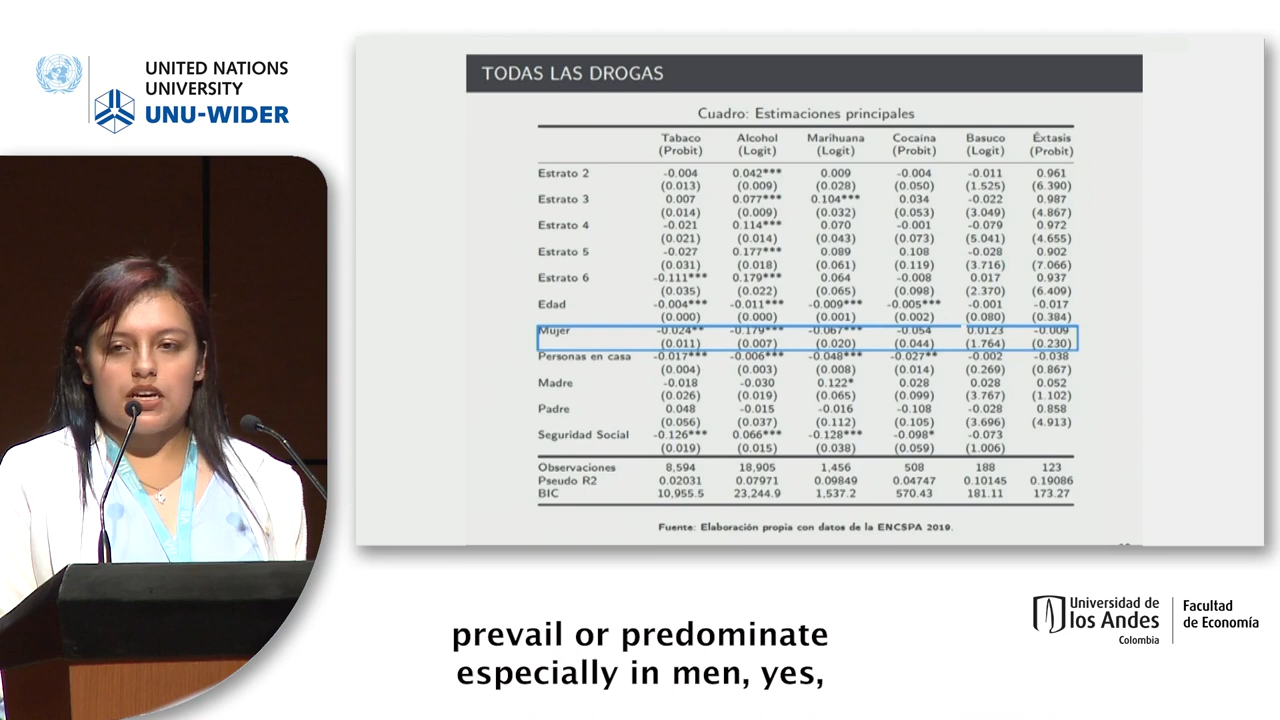 UNITED NATIONS
UNIVERSITY
UNU-WIDER
TODAS LAS DROGAS
Cuadro: Estimaciones principales
Tabaco Alcohol Marihuana Cocaína Basuco Éxtasis
(Probit) (Logit) (Logit) (Probit) (Logit) (Probit)
Estrato 2 -0.004 0.042*** 0.009 -0.004 -0.011 0.961
(0.013) (0.009) (0.028) (0.050) (1.525) (6.390)
Estrato 3 0.007 0.077*** 0.104*** 0.034 -0.022 0.987
(0.014) (0.009) (0.032) (0.053) (3.049) (4.867)
Estrato 4 -0.021 0.114*** 0.070 -0.001 -0.079 0.972
(0.021) (0.014) (0.043) (0.073) (5.041) (4.655)
Estrato 5 -0.027 0.177*** 0.089 0.108 -0.028 0.902
(0.031) (0.018) (0.061) (0.119) (3.716) (7.066)
Estrato 6 -0.111*** 0.179*** 0.064 -0.008 0.017 0.937
(0.035) (0.022) (0.065) (0.098) (2.370) (6.409)
Edad -0.004*** -0.011*** -0.009*** -0.005*** -0.001 -0.017
(0.000) (0.000) (0.001) (0.002) (0.080) (0.384)
Mujer -0.024** -0.179*** -0.067*** -0.054 0.0123 -0.009
(0.011) (0.007) (0.020) (0.044) (1.764) (0.230)
Personas en casa -0.017*** -0.006*** -0.048*** -0.027** -0.002 -0.038
(0.004) (0.003) (0.008) (0.014) (0.269) (0.867)
Madre -0.018 -0.030 0.122* 0.028 0.028 0.052
(0.026) (0.019) (0.065) (0.099) (3.767) (1.102)
Padre 0.048 -0.015 -0.016 -0.108 -0.028 0.858
(0.056) (0.037) (0.112) (0.105) (3.696) (4.913)
Seguridad Social -0.126*** 0.066*** -0.128*** -0.098* -0.073
(0.019) (0.015) (0.038) (0.059) (1.006)
Observaciones 8,594 18,905 1,456 508 188 123
Pseudo R2 0.02031 0.07971 0.09849 0.04747 0.10145 0.19086
BIC 10,955.5 23,244.9 1,537.2 570.43 181.11 173.27
Fuente: Elaboración propia con datos de la ENCSPA 2019.
Universidad de
los Andes
Colombia
Facultad
de Economía
prevail or predominate
especially in men, yes,